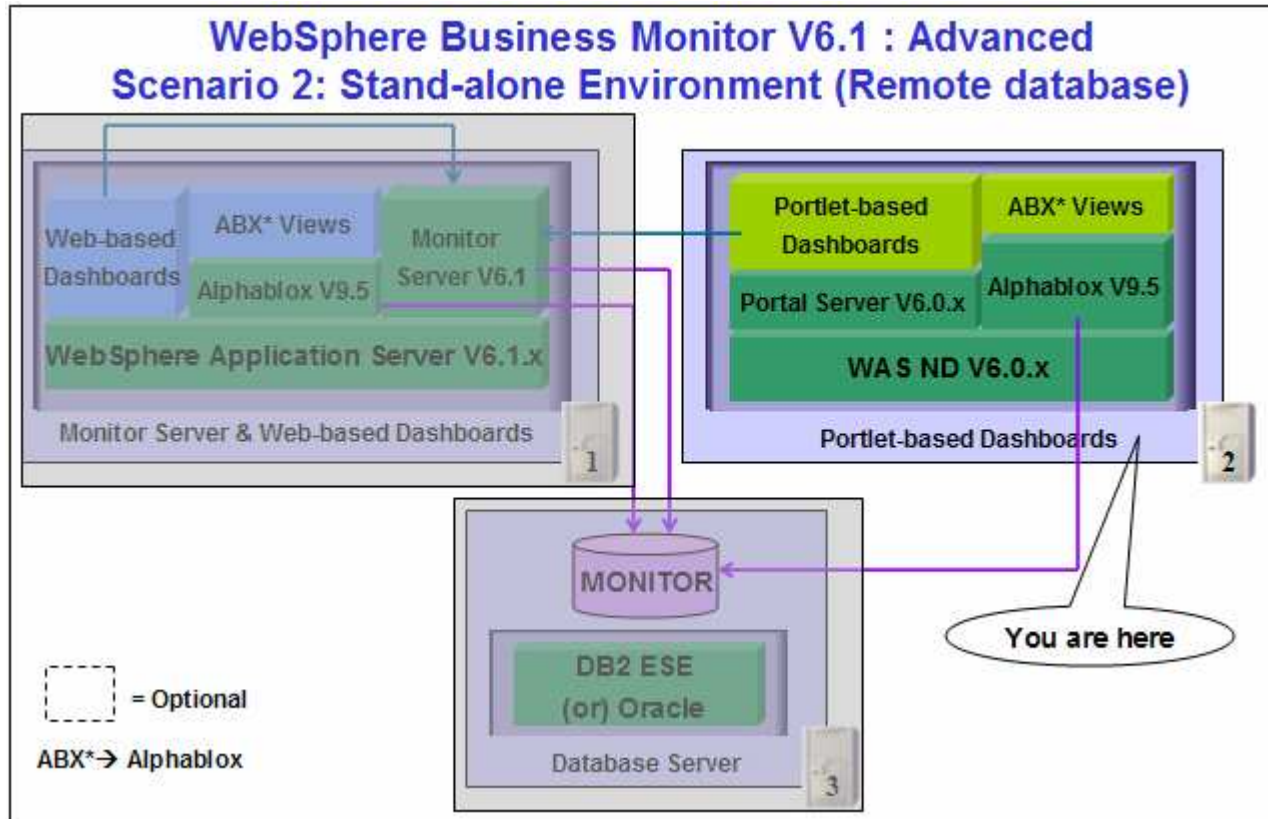 WebSphere Business Monitor V6.1 : Advanced
Scenario 2: Stand-alone Environment (Remote database)
Web-based
Dashboards
ABX* Views
Alphablox V9.5
Monitor
Server V6.1
WebSphere Application Server V6.1.x
Monitor Server & Web-based Dashboards
1
Portlet-based
Dashboards
ABX* Views
Portal Server V6.0.x
Alphablox V9.5
WAS ND V6.0.x
Portlet-based Dashboards
2
MONITOR
DB2 ESE
(or) Oracle
Database Server
3
You are here
= Optional
ABX*→ Alphablox